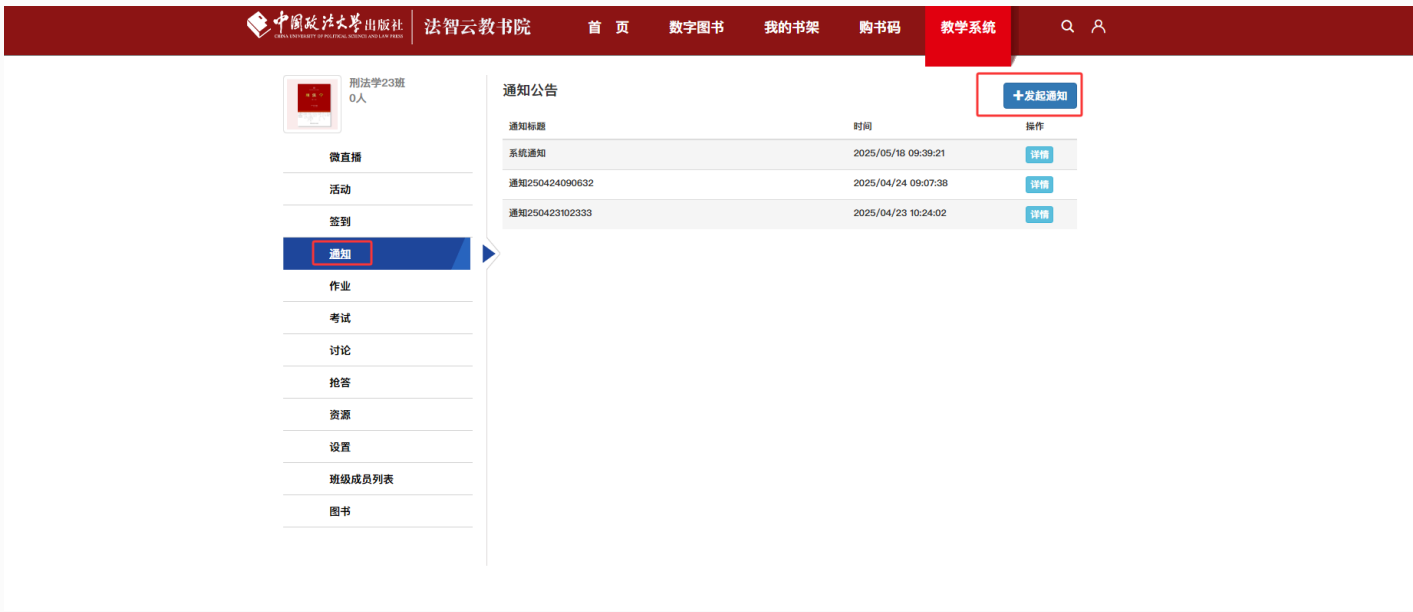 中国政法大学出版社 法智云教书院 首 页 数字图书 我的书架 购书码 教学系统
CHINA UNIVERSITY OF POLITICAL SCIENCE AND LAW PRESS
刑法学23班
0人
微直播
活动
签到
通知
作业
考试
讨论
抢答
资源
设置
班级成员列表
图书
通知公告 +发起通知
通知标题 时间 操作
系统通知 2025/05/18 09:39:21 详情
通知250424090632 2025/04/24 09:07:38 详情
通知250423102333 2025/04/23 10:24:02 详情